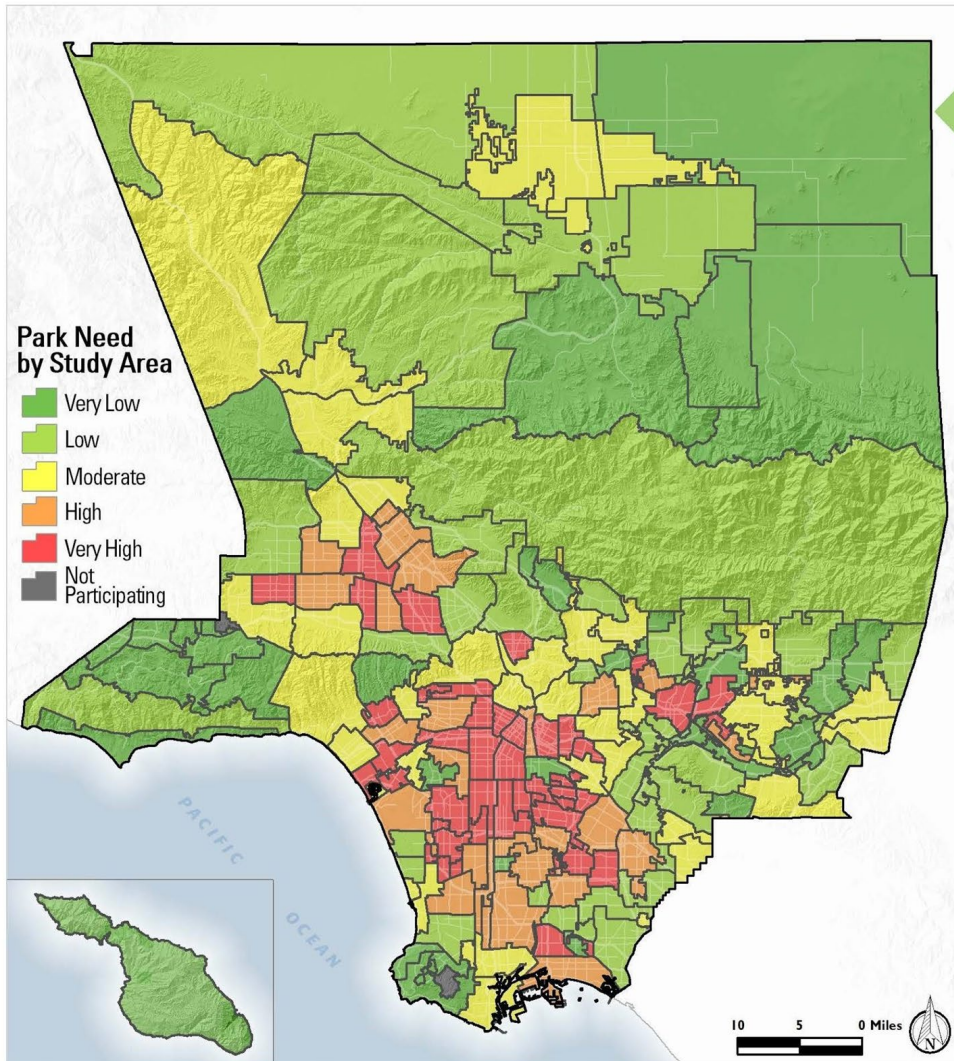 Park Need
by Study Area
Very Low
Low
Moderate
High
Very High
Not
Participating
PACIFIC
OCEAN
10 5 0 Miles
N